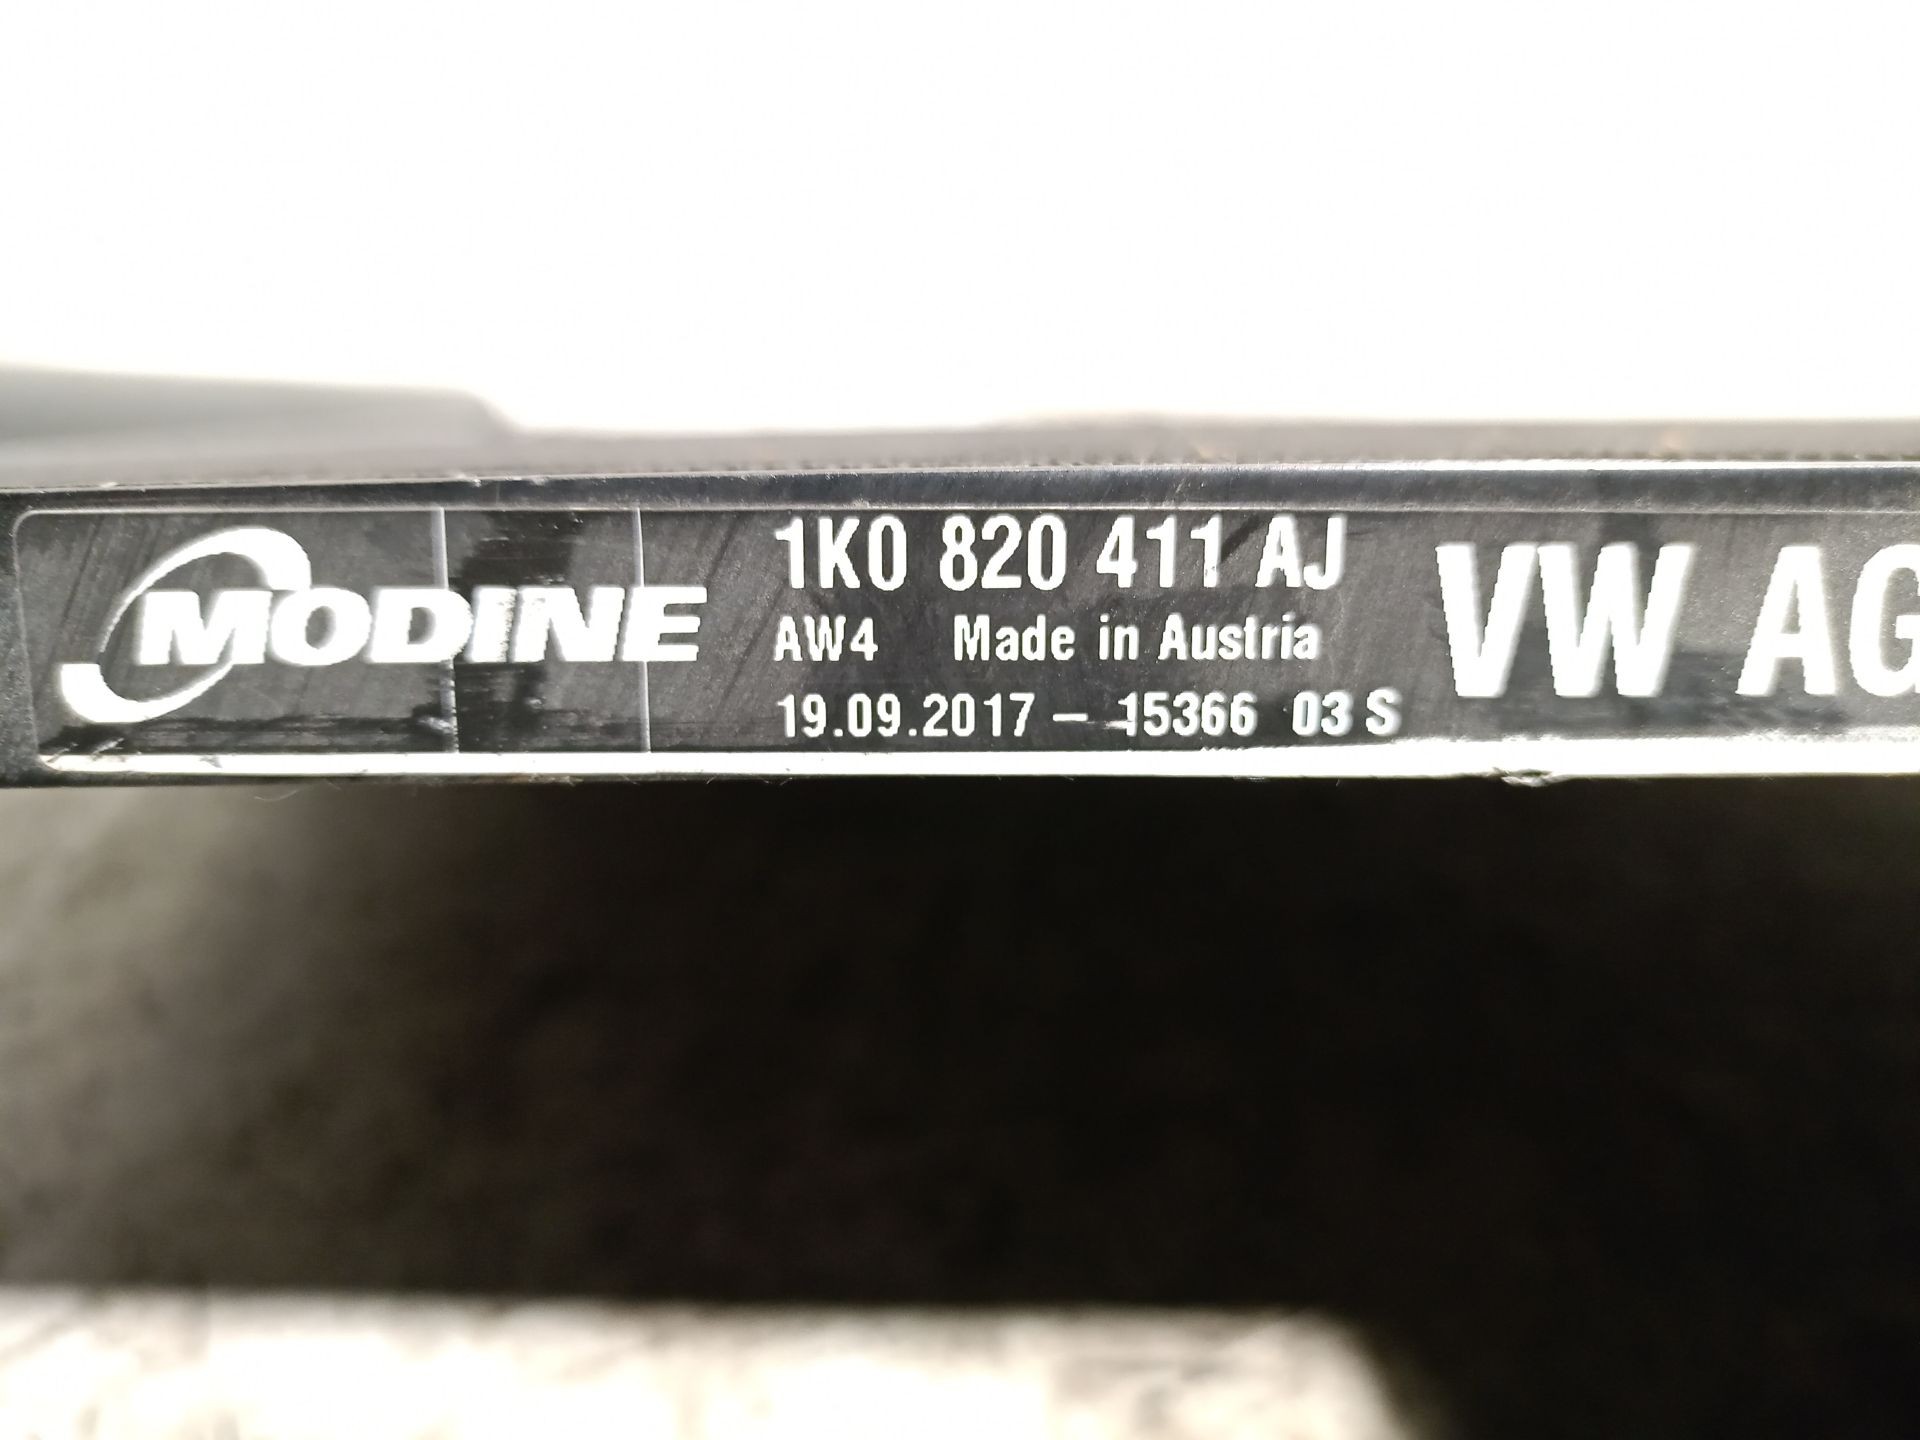 MODINE
1K0 820 411 AJ
AW4 Made in Austria
19.09.2017 – 15366 03 S
VW AG